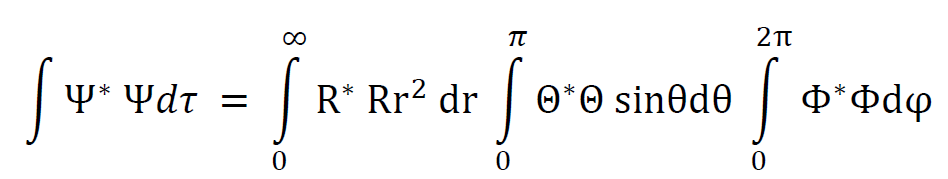 ∫ Ψ* Ψdτ = ∫₀^∞ R* Rr² dr ∫₀^π Θ*Θ sinθdθ ∫₀^2π Φ*Φdφ